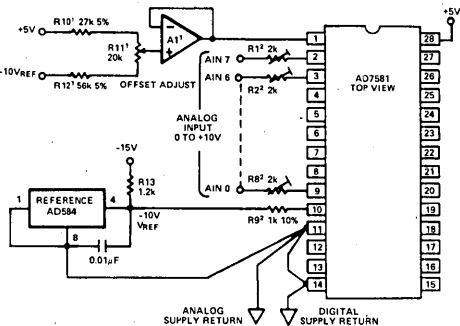 R10¹ 27k 5%
+5V
R11¹
20k
A1¹
-10VREF
R12¹ 56k 5%
OFFSET ADJUST
R1² 2k
AIN 7
AIN 6
R2² 2k
ANALOG
INPUT
0 TO +10V
R8² 2k
AIN 0
R9² 1k 10%
-15V
R13
1.2k
-10V
VREF
REFERENCE
AD584
1
4
8
0.01µF
ANALOG
SUPPLY RETURN
DIGITAL
SUPPLY RETURN
+5V
AD7581
TOP VIEW
1
2
3
4
5
6
7
8
9
10
11
12
13
14
28
27
26
25
24
23
22
21
20
19
18
17
16
15